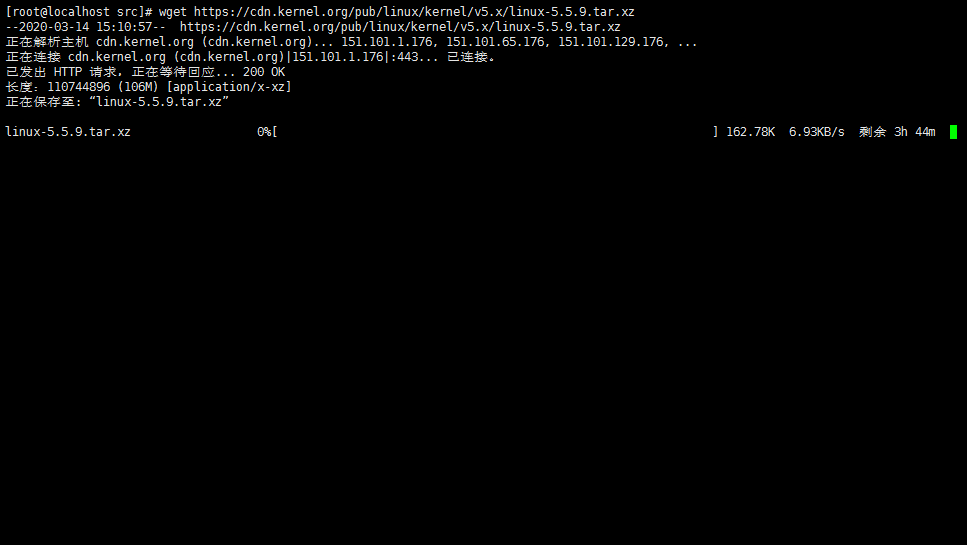 [root@localhost src]# wget https://cdn.kernel.org/pub/linux/kernel/v5.x/linux-5.5.9.tar.xz
--2020-03-14 15:10:57--  https://cdn.kernel.org/pub/linux/kernel/v5.x/linux-5.5.9.tar.xz
正在解析主机 cdn.kernel.org (cdn.kernel.org)... 151.101.1.176, 151.101.65.176, 151.101.129.176, ...
正在连接 cdn.kernel.org (cdn.kernel.org)|151.101.1.176|:443... 已连接。
已发出 HTTP 请求，正在等待回应... 200 OK
长度：110744896 (106M) [application/x-xz]
正在保存至: “linux-5.5.9.tar.xz”
linux-5.5.9.tar.xz                  0%[                                                              ] 162.78K  6.93KB/s  剩余 3h 44m